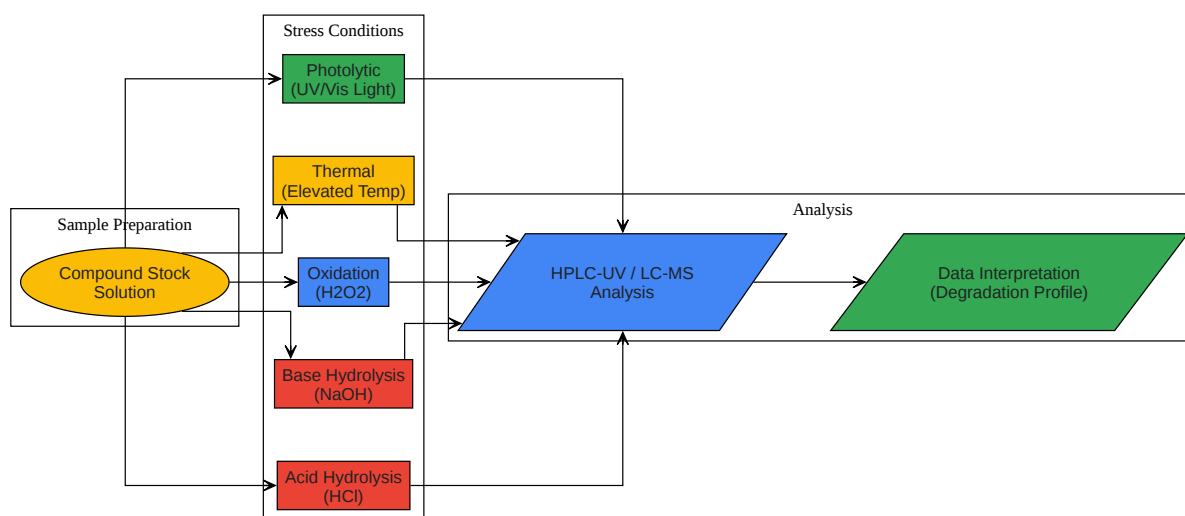 Stress Conditions
Photolytic
(UV/Vis Light)
Thermal
(Elevated Temp)
Sample Preparation
Compound Stock
Solution
Oxidation
(H2O2)
Base Hydrolysis
(NaOH)
Acid Hydrolysis
(HCl)
Analysis
HPLC-UV / LC-MS
Analysis
Data Interpretation
(Degradation Profile)